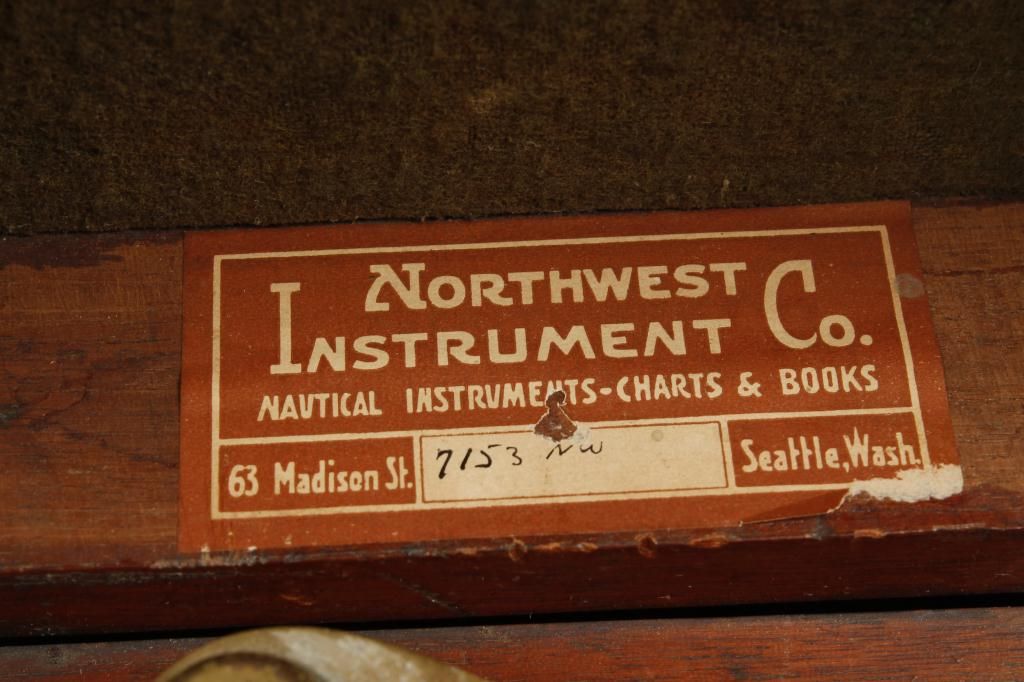 NORTHWEST
INSTRUMENT Co.
NAUTICAL INSTRUMENTS-CHARTS & BOOKS
63 Madison St. 7153 NW Seattle, Wash.